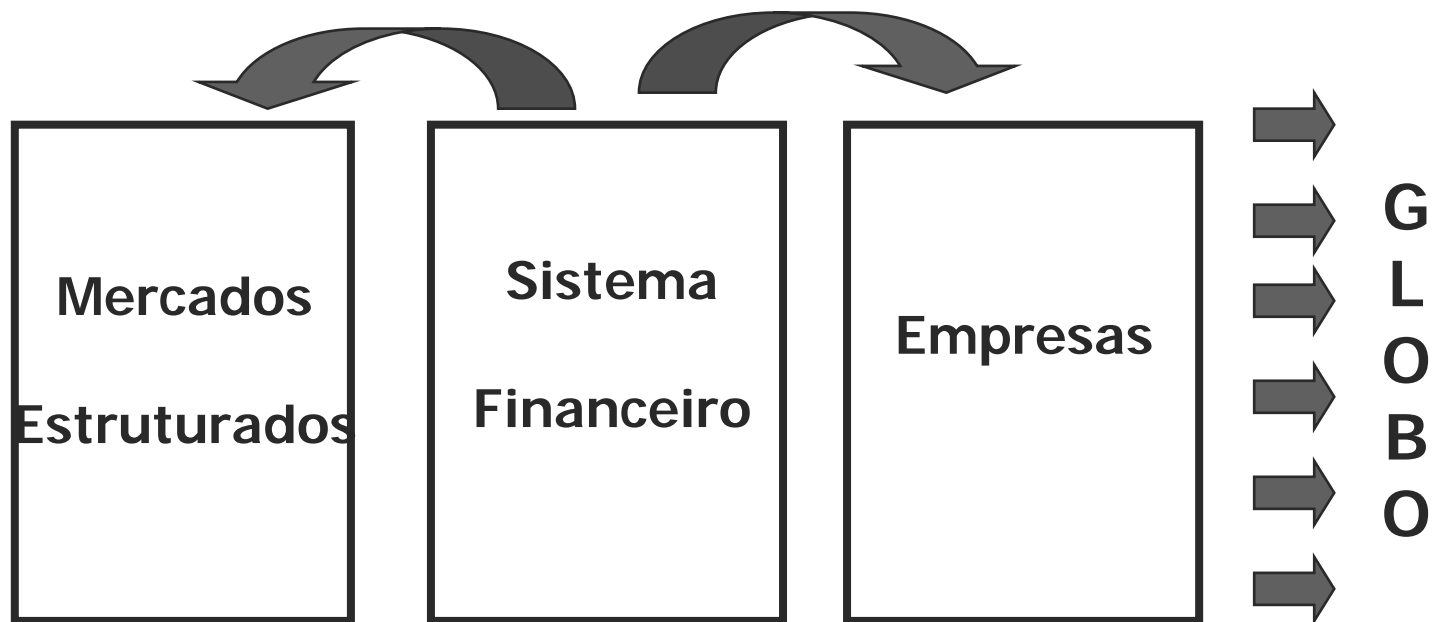 Mercados
Estruturados
Sistema
Financeiro
Empresas
G
L
O
B
O